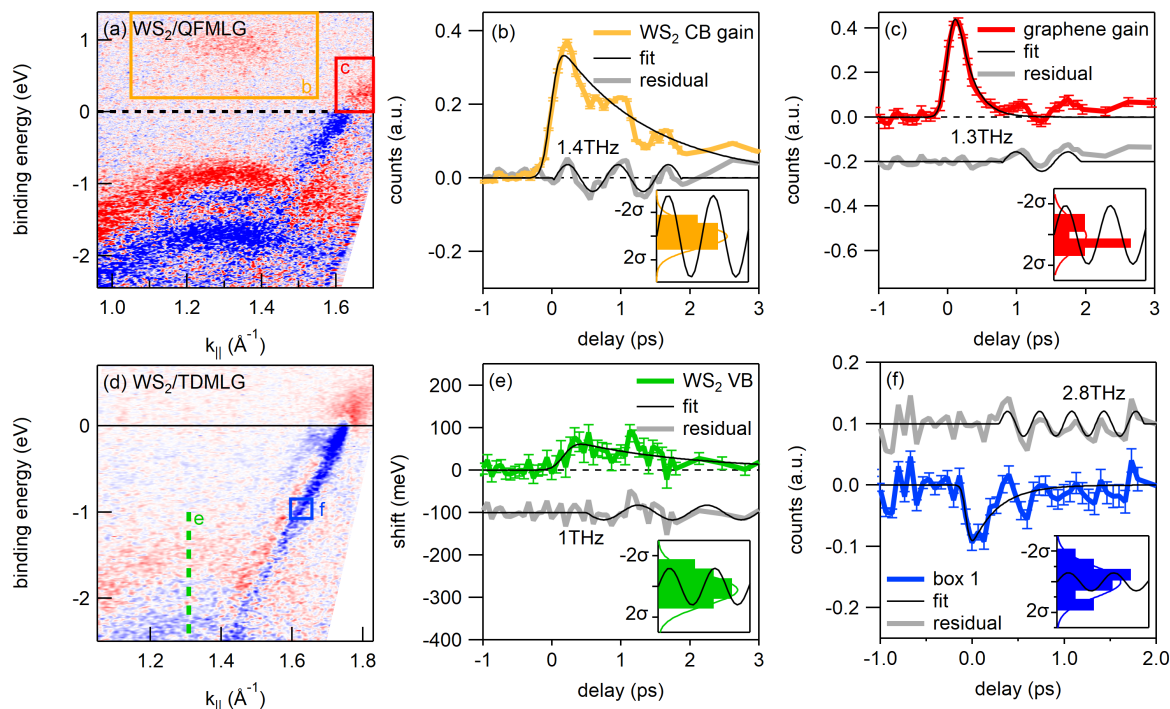 (a) WS₂/QFMLG
b
c
1
0
-1
-2
binding energy (eV)
1.0 1.2 1.4 1.6
k|| (Å⁻¹)
(b)
WS₂ CB gain
fit
residual
1.4THz
-2σ
2σ
0.4
0.2
0.0
-0.2
counts (a.u.)
-1 0 1 2 3
delay (ps)
(c)
graphene gain
fit
residual
1.3THz
-2σ
2σ
0.4
0.2
0.0
-0.2
-0.4
-0.6
counts (a.u.)
-1 0 1 2 3
delay (ps)
(d) WS₂/TDMLG
e
f
0
-1
-2
binding energy (eV)
1.2 1.4 1.6 1.8
k|| (Å⁻¹)
(e)
WS₂ VB
fit
residual
1THz
-2σ
2σ
200
100
0
-100
-200
-300
-400
shift (meV)
-1 0 1 2 3
delay (ps)
(f)
2.8THz
box 1
fit
residual
-2σ
2σ
0.2
0.1
0.0
-0.1
-0.2
counts (a.u.)
-1.0 0.0 1.0 2.0
delay (ps)